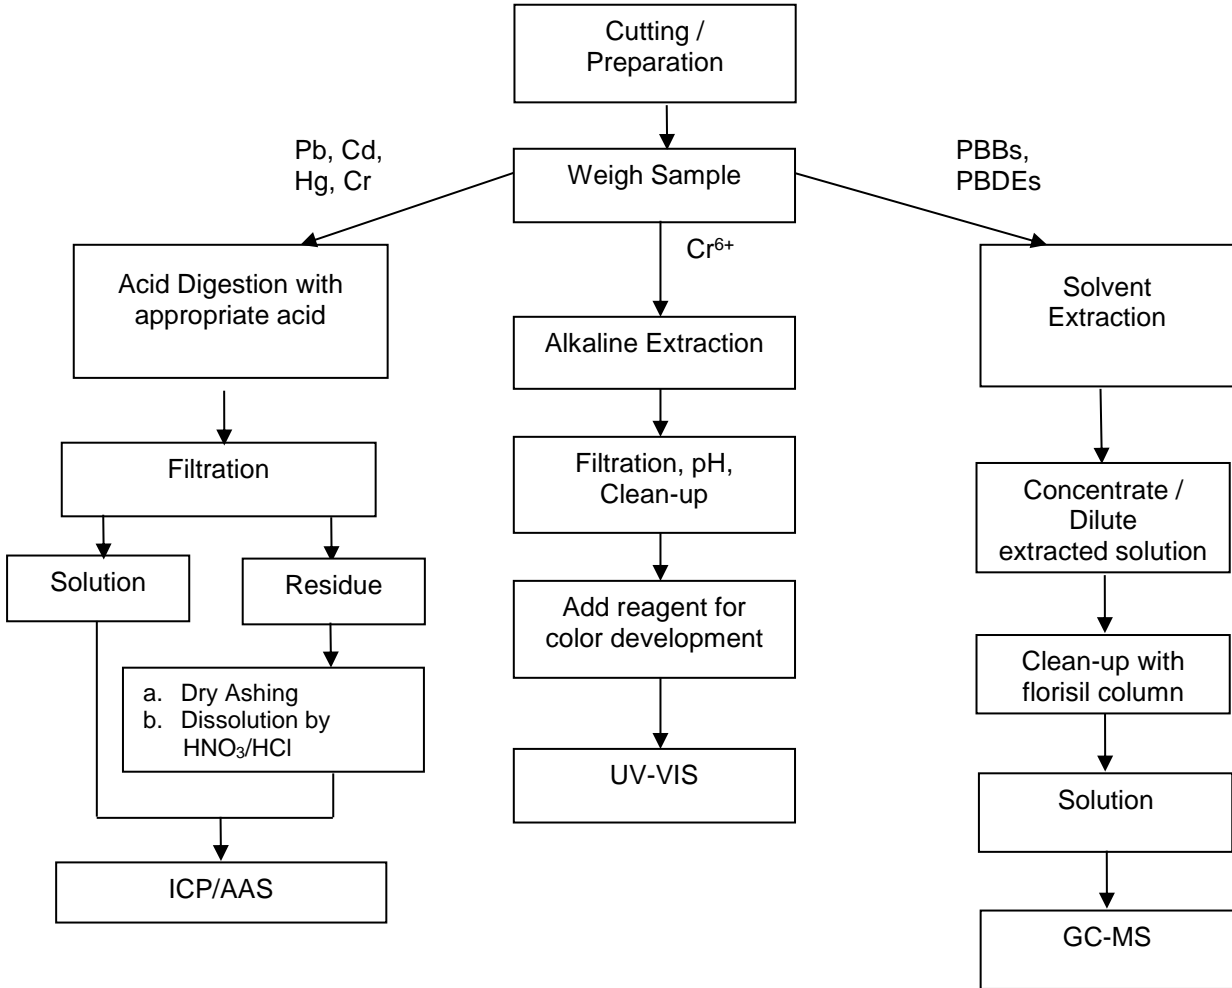 Cutting /
Preparation
Pb, Cd,
Hg, Cr
Weigh Sample
PBBs,
PBDEs
Cr⁶⁺
Acid Digestion with
appropriate acid
Solvent
Extraction
Alkaline Extraction
Filtration
Filtration, pH,
Clean-up
Concentrate /
Dilute
extracted solution
Solution
Residue
Add reagent for
color development
a. Dry Ashing
b. Dissolution by
HNO₃/HCl
Clean-up with
florisil column
UV-VIS
Solution
ICP/AAS
GC-MS